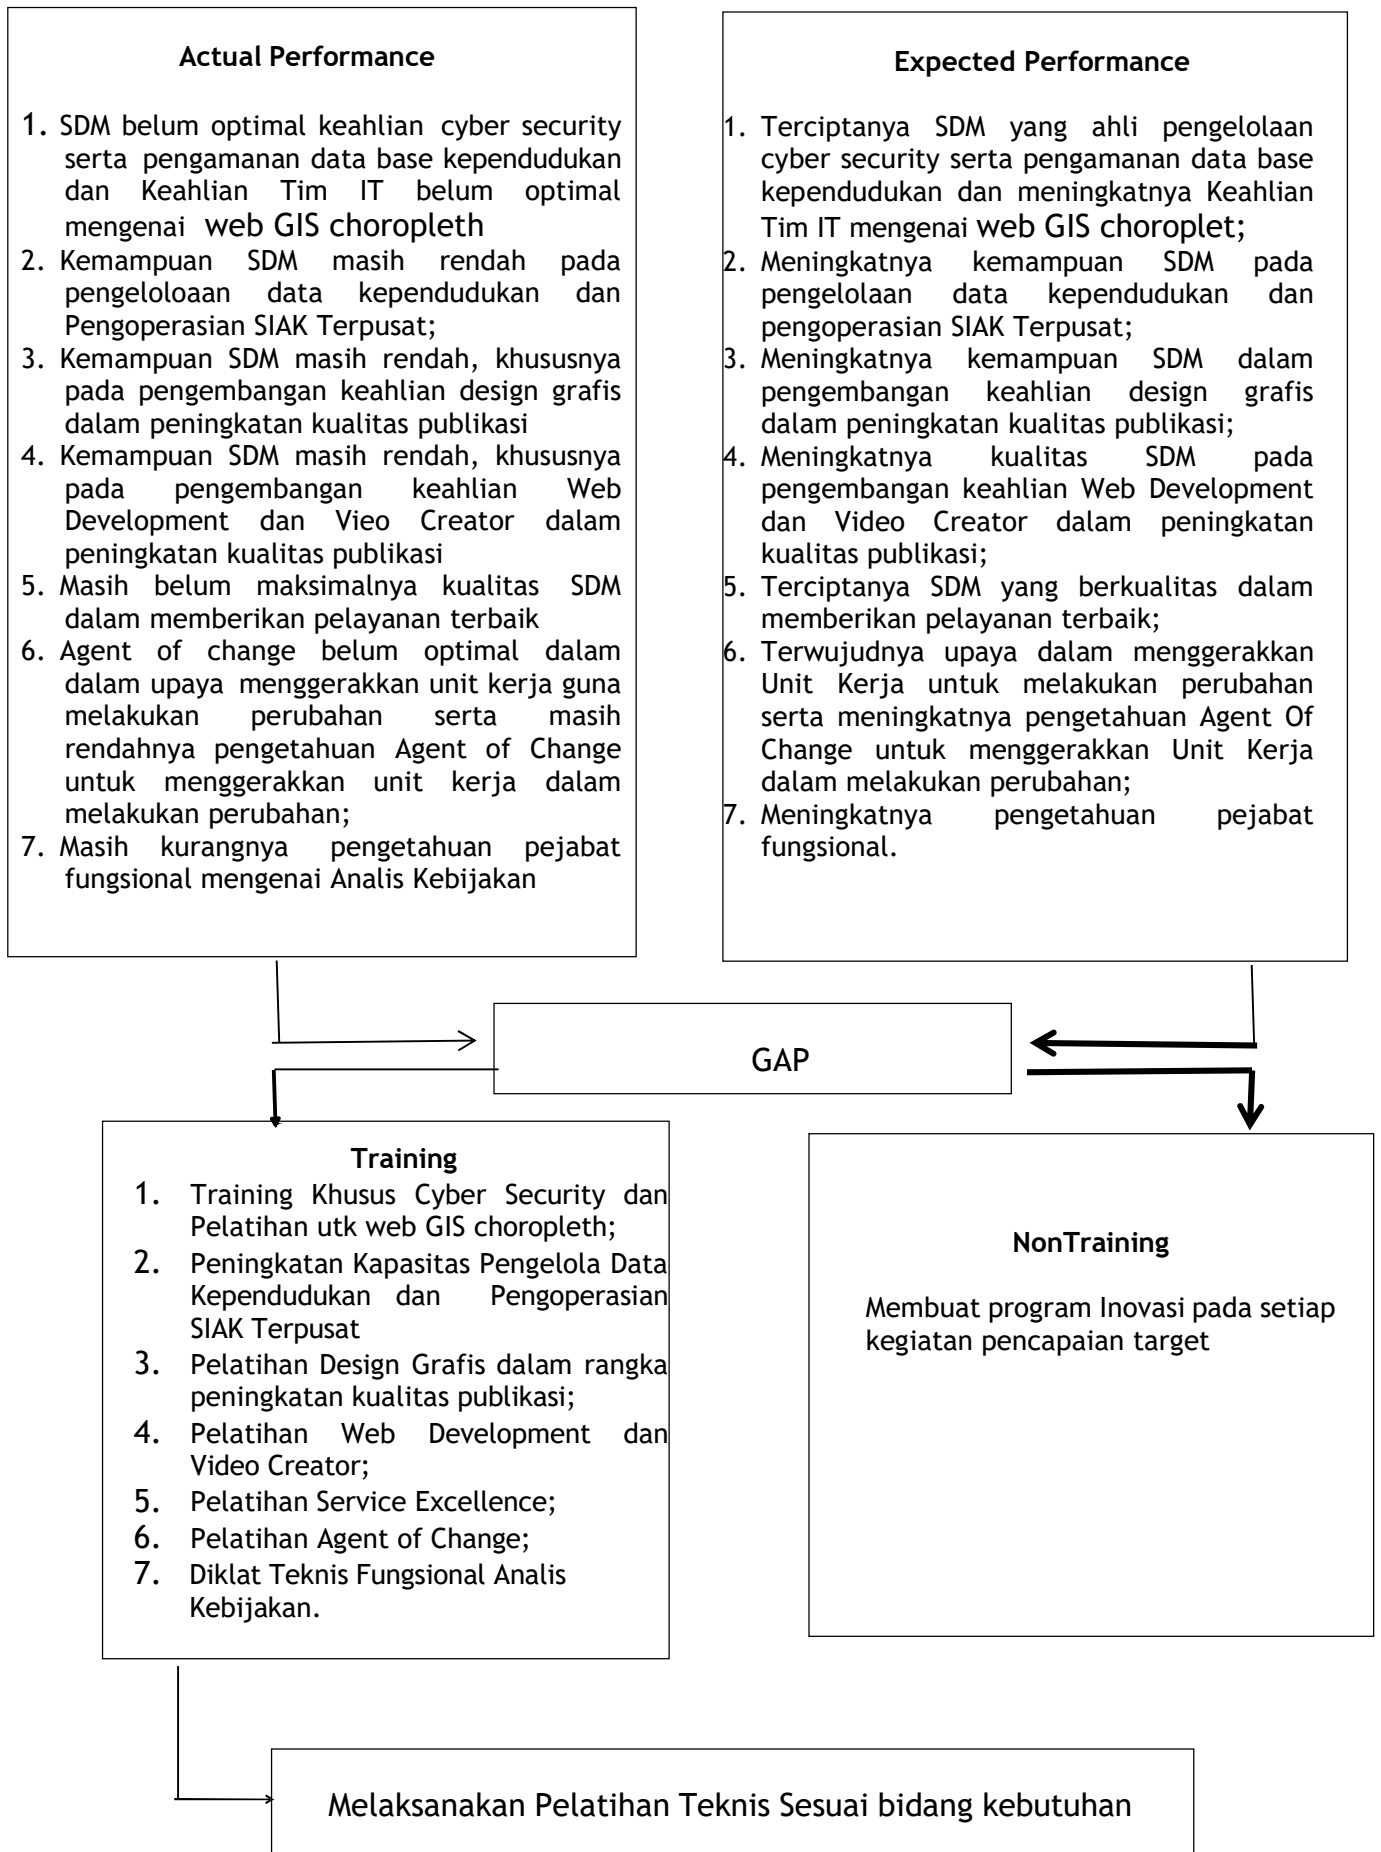 Actual Performance
1. SDM belum optimal keahlian cyber security
serta pengamanan data base kependudukan
dan Keahlian Tim IT belum optimal
mengenai web GIS choropleth
2. Kemampuan SDM masih rendah pada
pengeloloaan data kependudukan dan
Pengoperasian SIAK Terpusat;
3. Kemampuan SDM masih rendah, khususnya
pada pengembangan keahlian design grafis
dalam peningkatan kualitas publikasi
4. Kemampuan SDM masih rendah, khususnya
pada pengembangan keahlian Web
Development dan Vieo Creator dalam
peningkatan kualitas publikasi
5. Masih belum maksimalnya kualitas SDM
dalam memberikan pelayanan terbaik
6. Agent of change belum optimal dalam
dalam upaya menggerakkan unit kerja guna
melakukan perubahan serta masih
rendahnya pengetahuan Agent of Change
untuk menggerakkan unit kerja dalam
melakukan perubahan;
7. Masih kurangnya pengetahuan pejabat
fungsional mengenai Analis Kebijakan
Expected Performance
1. Terciptanya SDM yang ahli pengelolaan
cyber security serta pengamanan data base
kependudukan dan meningkatnya Keahlian
Tim IT mengenai web GIS choroplet;
2. Meningkatnya kemampuan SDM pada
pengelolaan data kependudukan dan
pengoperasian SIAK Terpusat;
3. Meningkatnya kemampuan SDM dalam
pengembangan keahlian design grafis
dalam peningkatan kualitas publikasi;
4. Meningkatnya kualitas SDM pada
pengembangan keahlian Web Development
dan Video Creator dalam peningkatan
kualitas publikasi;
5. Terciptanya SDM yang berkualitas dalam
memberikan pelayanan terbaik;
6. Terwujudnya upaya dalam menggerakkan
Unit Kerja untuk melakukan perubahan
serta meningkatnya pengetahuan Agent Of
Change untuk menggerakkan Unit Kerja
dalam melakukan perubahan;
7. Meningkatnya pengetahuan pejabat
fungsional.
GAP
Training
1. Training Khusus Cyber Security dan
Pelatihan utk web GIS choropleth;
2. Peningkatan Kapasitas Pengelola Data
Kependudukan dan Pengoperasian
SIAK Terpusat
3. Pelatihan Design Grafis dalam rangka
peningkatan kualitas publikasi;
4. Pelatihan Web Development dan
Video Creator;
5. Pelatihan Service Excellence;
6. Pelatihan Agent of Change;
7. Diklat Teknis Fungsional Analis
Kebijakan.
NonTraining
Membuat program Inovasi pada setiap
kegiatan pencapaian target
Melaksanakan Pelatihan Teknis Sesuai bidang kebutuhan